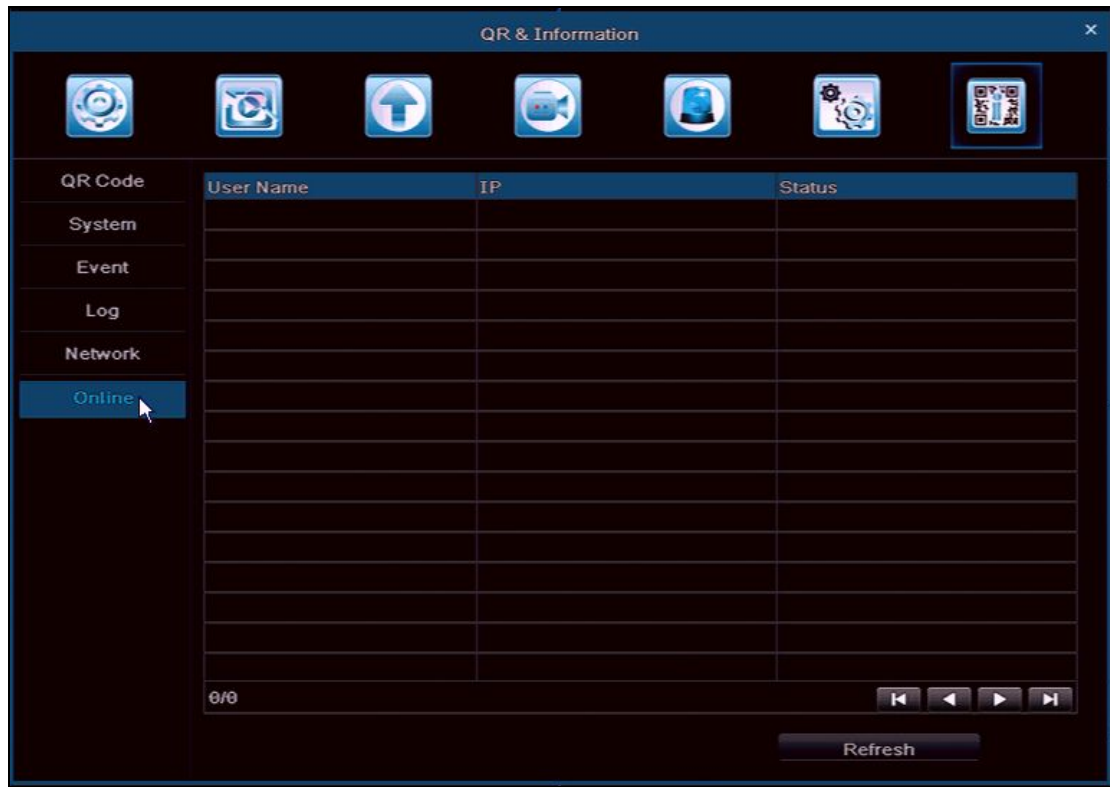 QR & Information
QR Code
System
Event
Log
Network
Online
User Name IP Status
0/0
Refresh